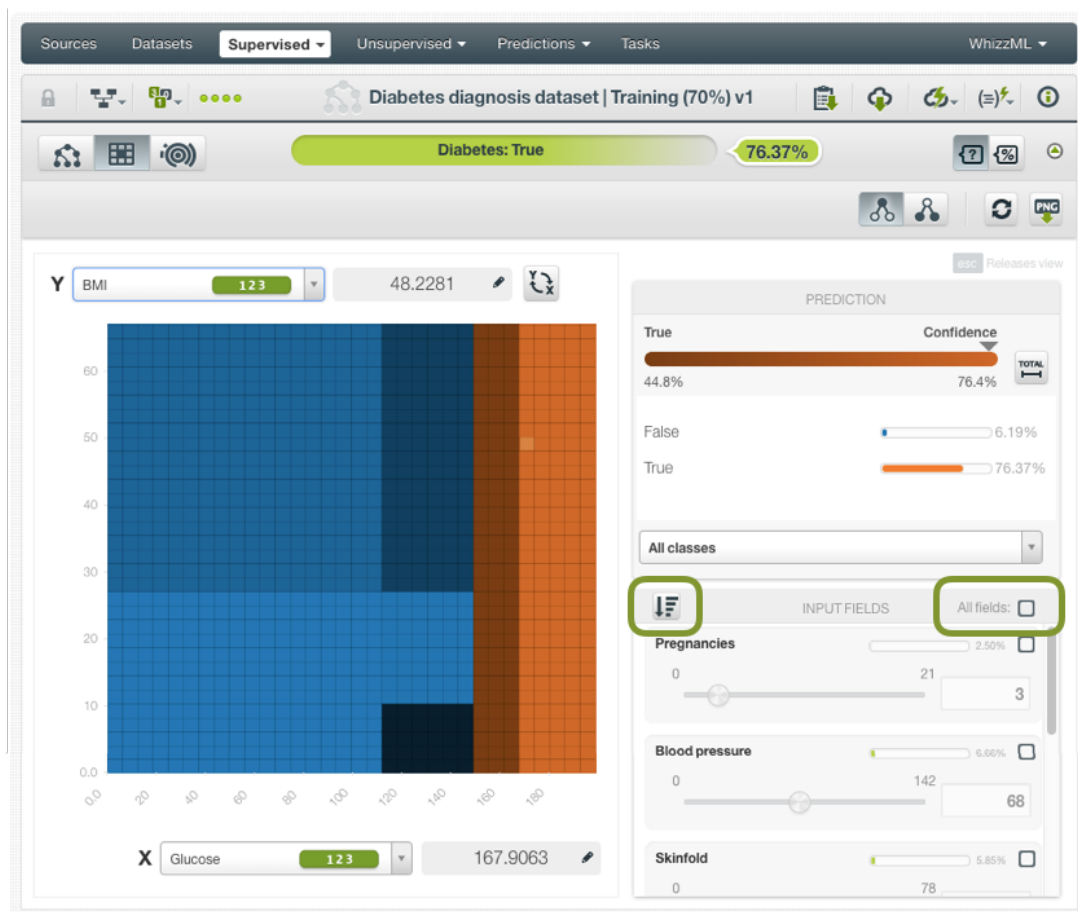 Sources Datasets Supervised Unsupervised Predictions Tasks WhizzML
Diabetes diagnosis dataset | Training (70%) v1
Diabetes: True 76.37%
PNG
esc Releases view
Y BMI 123 48.2281 Y X
PREDICTION
True Confidence
TOTAL
44.8% 76.4%
False 6.19%
True 76.37%
All classes
INPUT FIELDS All fields:
Pregnancies 2.50%
0 21
3
Blood pressure 6.66%
0 142
68
Skinfold 5.85%
0 78
60
50
40
30
20
10
0.0
0.0 20 40 60 80 100 120 140 160 180
X Glucose 123 167.9063